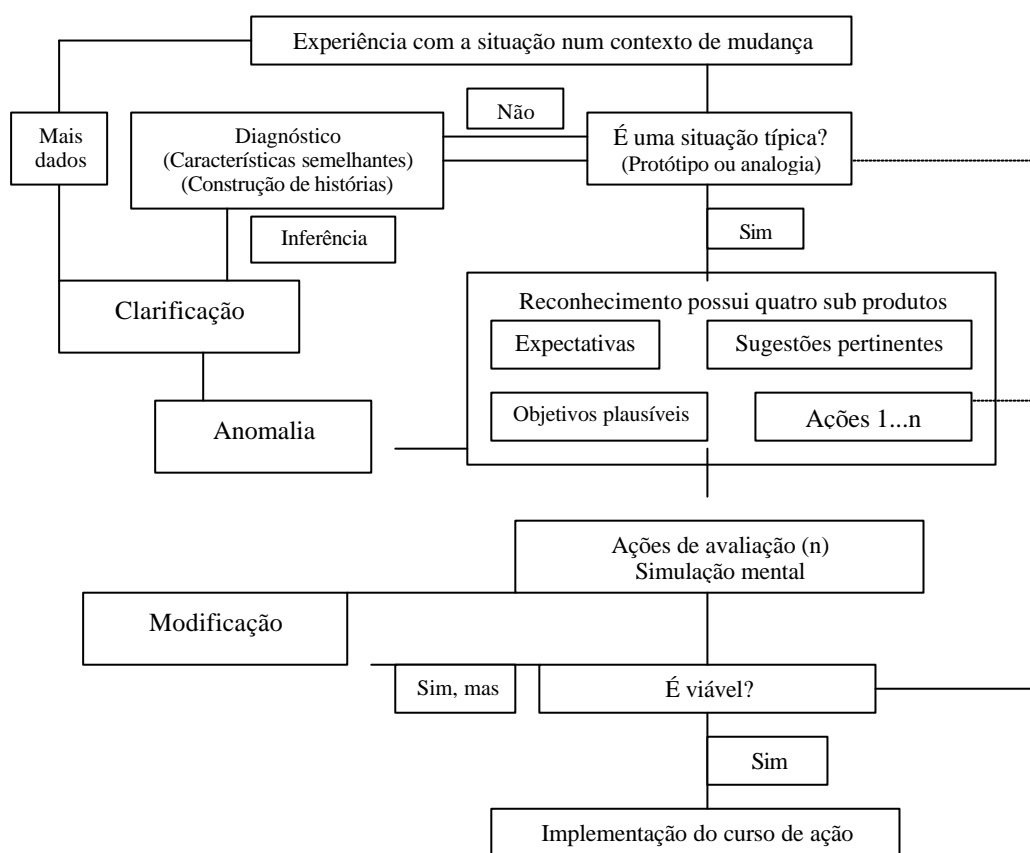 Experiência com a situação num contexto de mudança
Não
Mais
dados
Diagnóstico
(Características semelhantes)
(Construção de histórias)
É uma situação típica?
(Protótipo ou analogia)
Inferência
Sim
Clarificação
Reconhecimento possui quatro sub produtos
Expectativas
Sugestões pertinentes
Objetivos plausíveis
Ações 1...n
Anomalia
Ações de avaliação (n)
Simulação mental
Modificação
Sim, mas
É viável?
Sim
Implementação do curso de ação